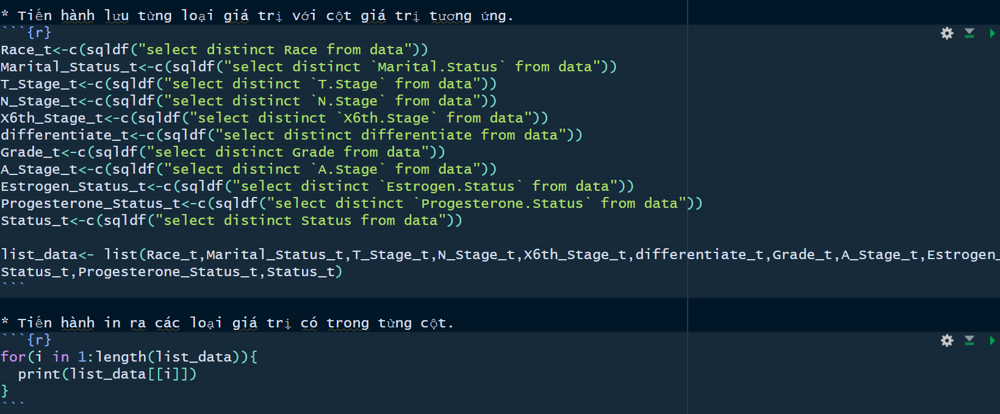 * Tiến hành lưu từng loại giá trị với cột giá trị tương ứng.
```{r}
Race_t<-c(sqldf("select distinct Race from data"))
Marital_Status_t<-c(sqldf("select distinct `Marital.Status` from data"))
T_Stage_t<-c(sqldf("select distinct `T.Stage` from data"))
N_Stage_t<-c(sqldf("select distinct `N.Stage` from data"))
X6th_Stage_t<-c(sqldf("select distinct `X6th.Stage` from data"))
differentiate_t<-c(sqldf("select distinct differentiate from data"))
Grade_t<-c(sqldf("select distinct Grade from data"))
A_Stage_t<-c(sqldf("select distinct `A.Stage` from data"))
Estrogen_Status_t<-c(sqldf("select distinct `Estrogen.Status` from data"))
Progesterone_Status_t<-c(sqldf("select distinct `Progesterone.Status` from data"))
Status_t<-c(sqldf("select distinct Status from data"))
list_data<- list(Race_t,Marital_Status_t,T_Stage_t,N_Stage_t,X6th_Stage_t,differentiate_t,Grade_t,A_Stage_t,Estrogen_
Status_t,Progesterone_Status_t,Status_t)
```
* Tiến hành in ra các loại giá trị có trong từng cột.
```{r}
for(i in 1:length(list_data)){
  print(list_data[[i]])
}
```